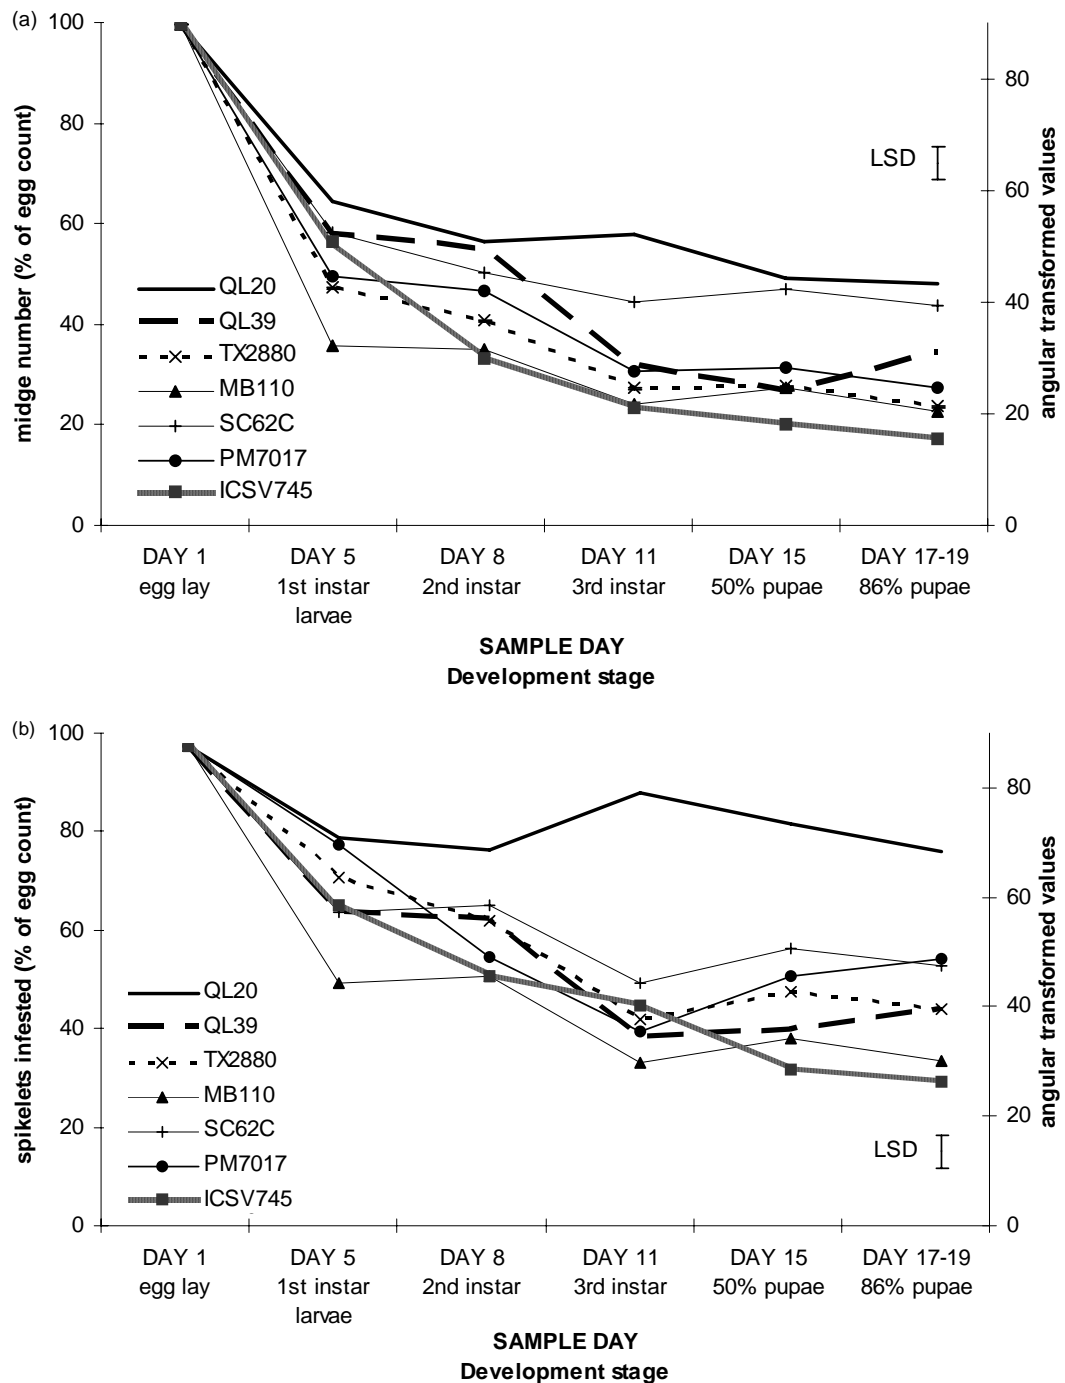 (a)
100
80
60
40
20
0
midge number (% of egg count)
80
60
40
20
0
angular transformed values
LSD
QL20
QL39
TX2880
MB110
SC62C
PM7017
ICSV745
DAY 1 DAY 5 DAY 8 DAY 11 DAY 15 DAY 17-19
egg lay 1st instar 2nd instar 3rd instar 50% pupae 86% pupae
larvae
SAMPLE DAY
Development stage
(b)
100
80
60
40
20
0
spikelets infested (% of egg count)
80
60
40
20
0
angular transformed values
QL20
QL39
TX2880
MB110
SC62C
PM7017
ICSV745
LSD
DAY 1 DAY 5 DAY 8 DAY 11 DAY 15 DAY 17-19
egg lay 1st instar 2nd instar 3rd instar 50% pupae 86% pupae
larvae
SAMPLE DAY
Development stage